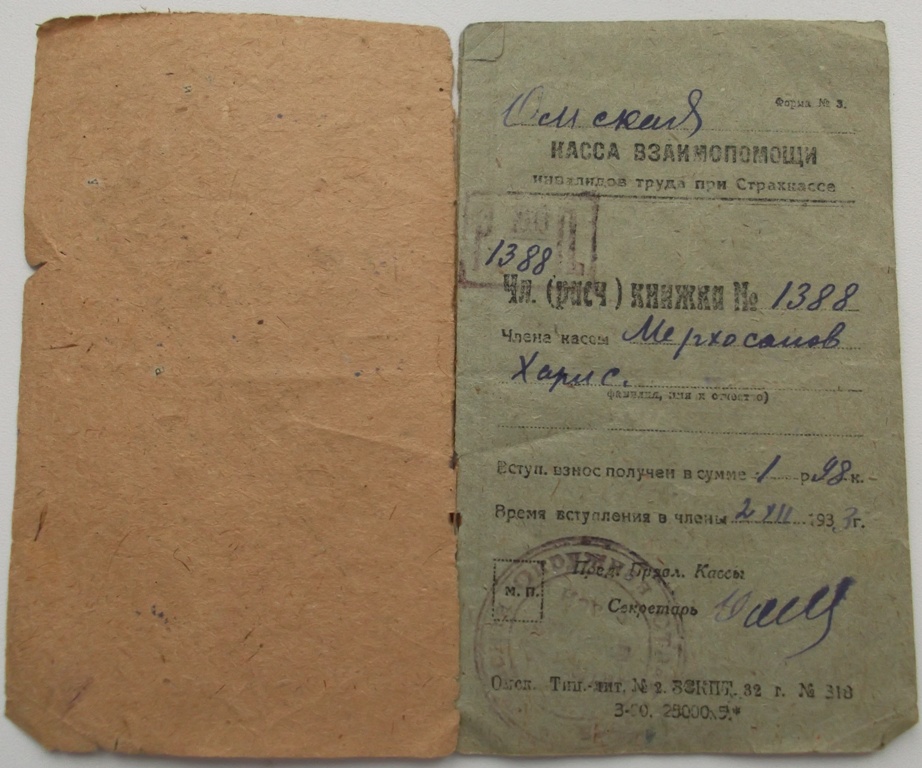 Форма № 3.
Омская
КАССА ВЗАИМОПОМОЩИ
инвалидов труда при Страхкассе
1388
Чл. (расч) книжка № 1388
Члена кассы Мерхосанов
Харис.
фамилия, имя и отчество)
Вступ. взнос получен в сумме 1 р 98 к.
Время вступления в члены 2 XII 1933 г.
Пред. Правл. Кассы
м. п.
Секретарь
Омск. Тип.-лит. № 2. 32 г. № 318
25000